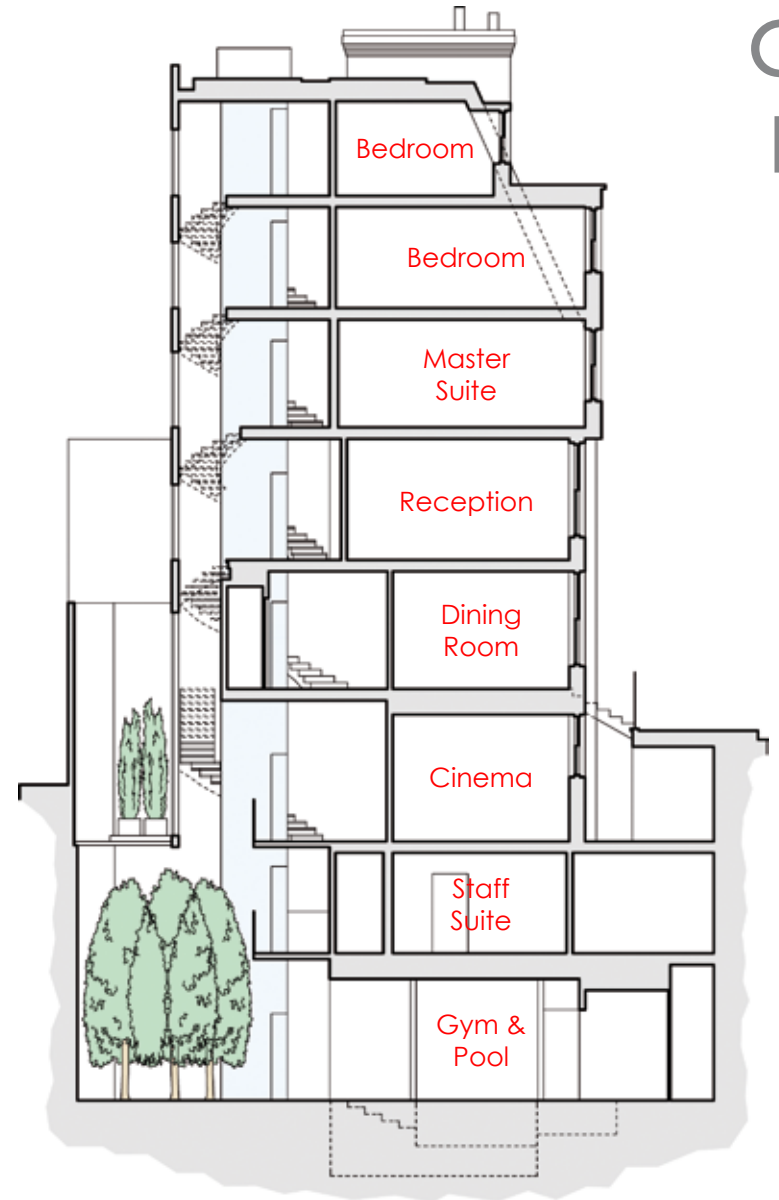 Bedroom
Bedroom
Master
Suite
Reception
Dining
Room
Cinema
Staff
Suite
Gym &
Pool